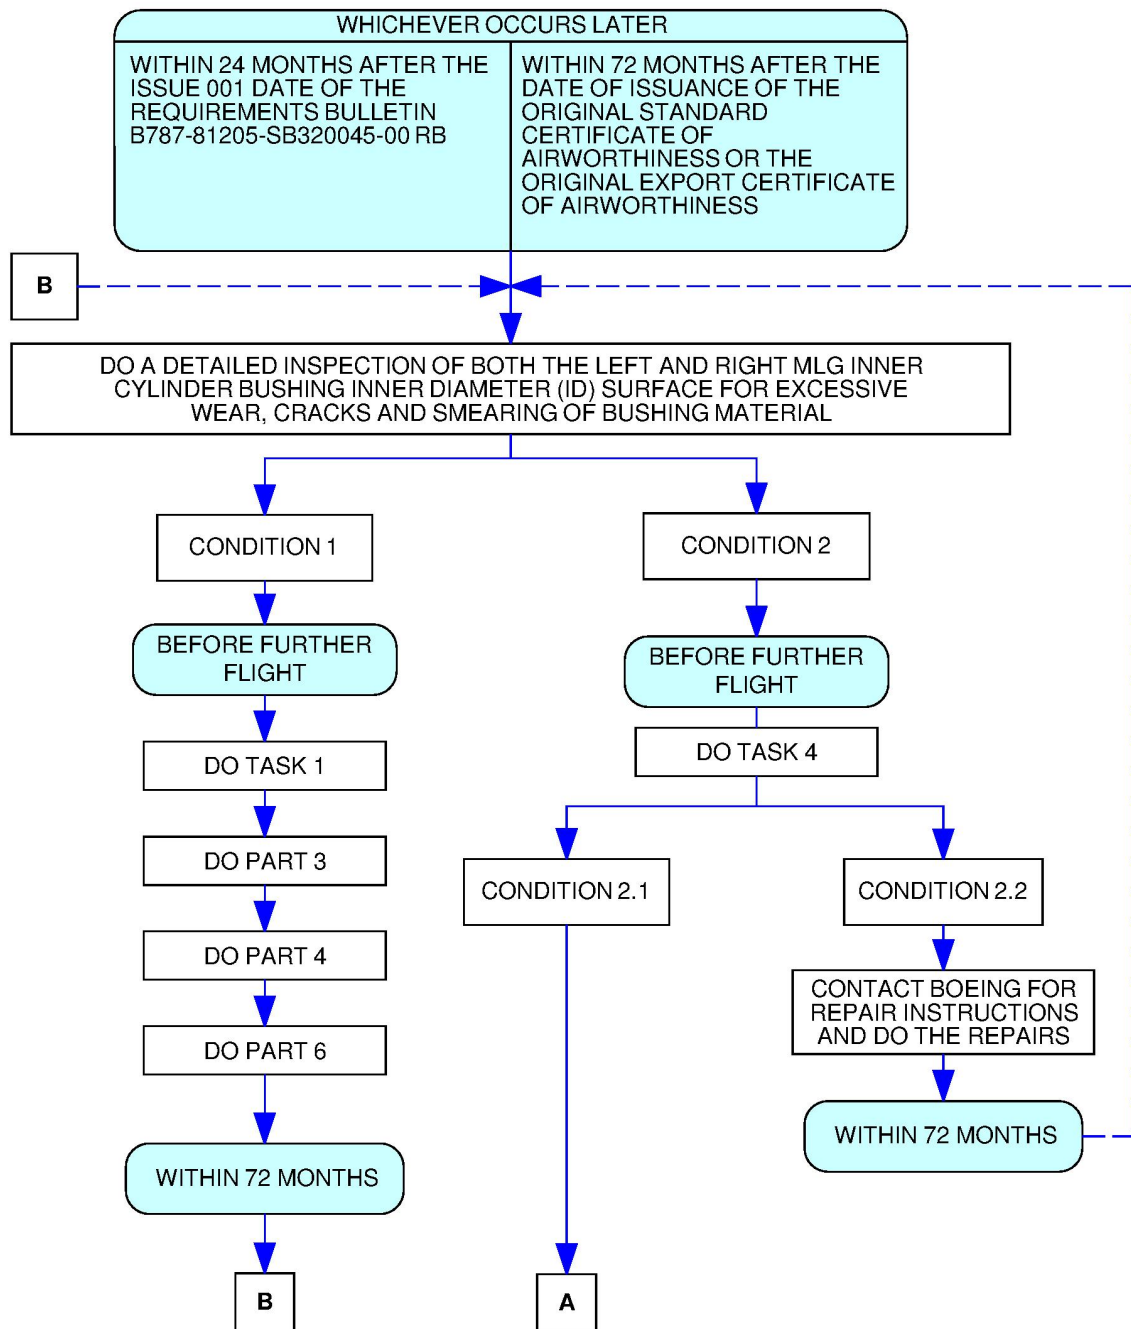 WHICHEVER OCCURS LATER
WITHIN 24 MONTHS AFTER THE
ISSUE 001 DATE OF THE
REQUIREMENTS BULLETIN
B787-81205-SB320045-00 RB
WITHIN 72 MONTHS AFTER THE
DATE OF ISSUANCE OF THE
ORIGINAL STANDARD
CERTIFICATE OF
AIRWORTHINESS OR THE
ORIGINAL EXPORT CERTIFICATE
OF AIRWORTHINESS
B
DO A DETAILED INSPECTION OF BOTH THE LEFT AND RIGHT MLG INNER
CYLINDER BUSHING INNER DIAMETER (ID) SURFACE FOR EXCESSIVE
WEAR, CRACKS AND SMEARING OF BUSHING MATERIAL
CONDITION 1
BEFORE FURTHER
FLIGHT
DO TASK 1
DO PART 3
DO PART 4
DO PART 6
WITHIN 72 MONTHS
B
CONDITION 2
BEFORE FURTHER
FLIGHT
DO TASK 4
CONDITION 2.1
A
CONDITION 2.2
CONTACT BOEING FOR
REPAIR INSTRUCTIONS
AND DO THE REPAIRS
WITHIN 72 MONTHS